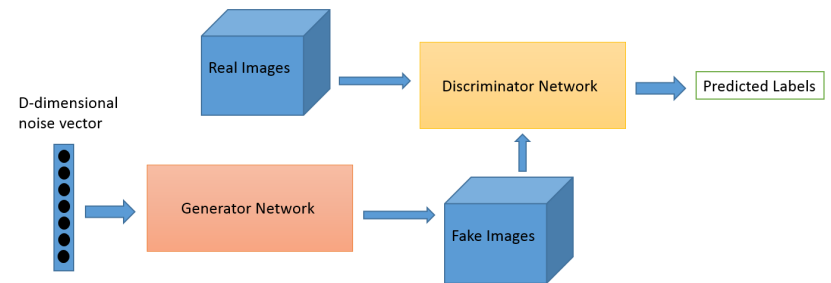 Real Images
Discriminator Network
Predicted Labels
D-dimensional
noise vector
Generator Network
Fake Images